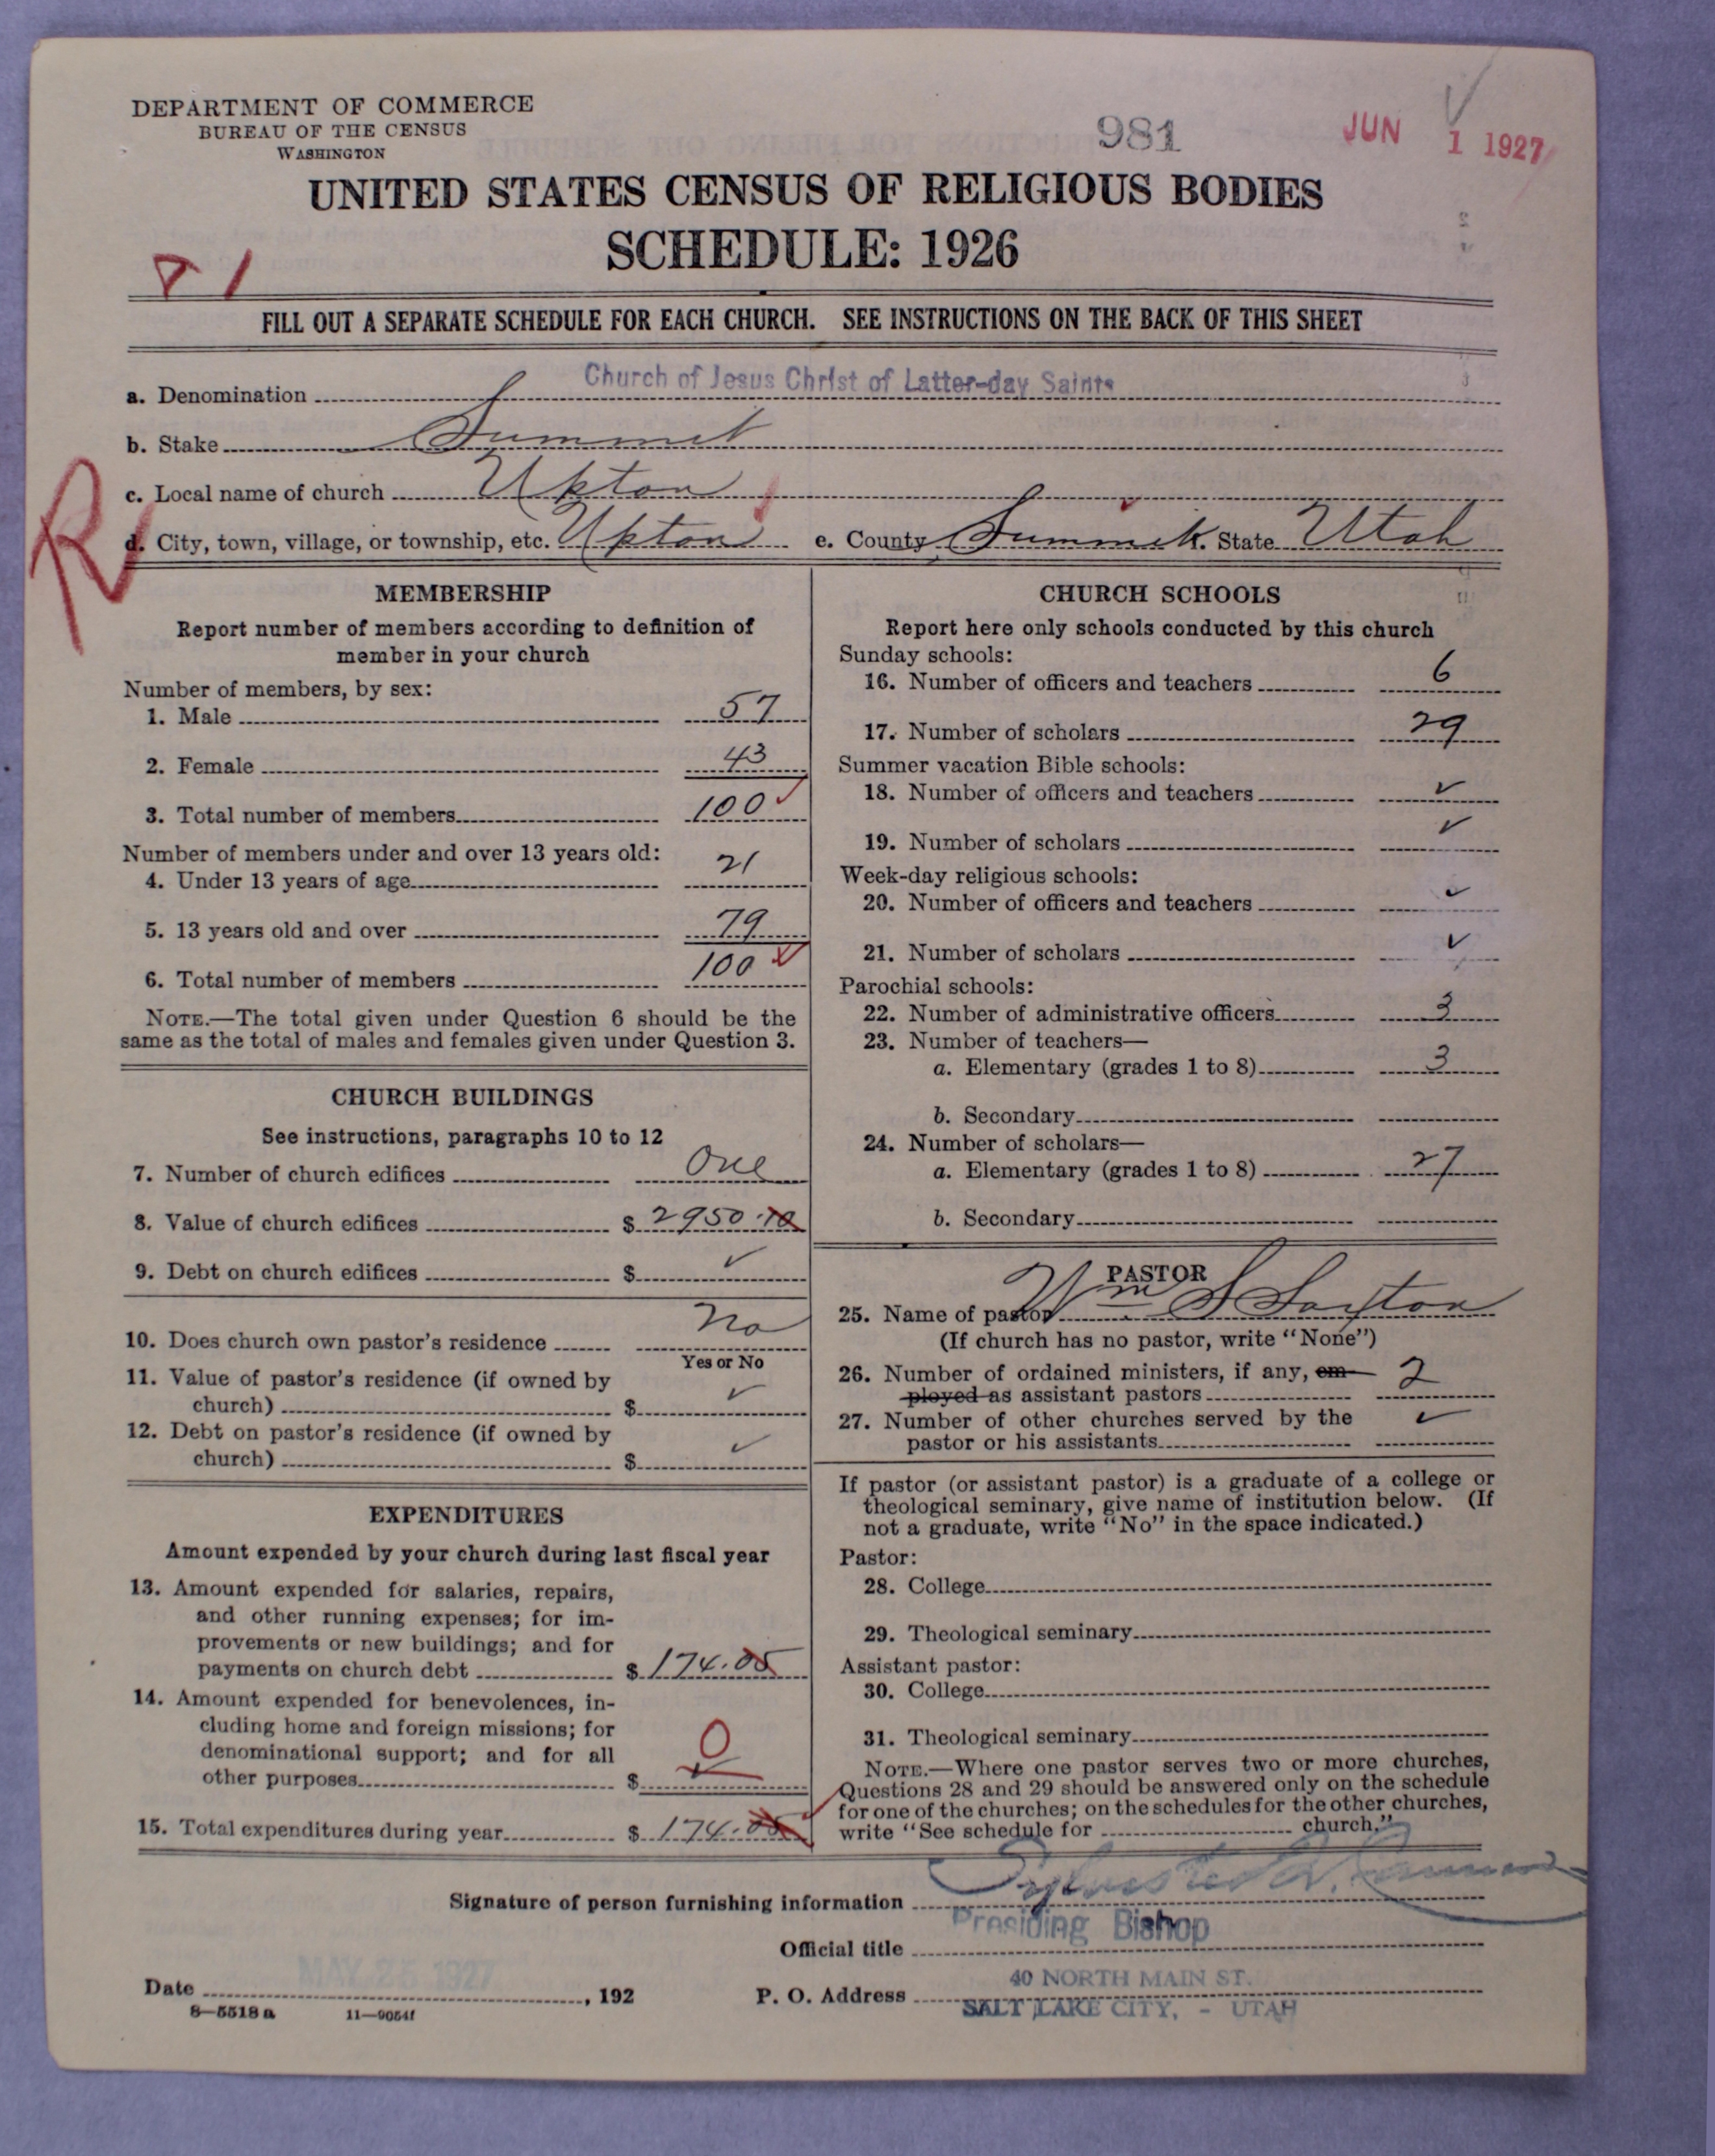 DEPARTMENT OF COMMERCE
BUREAU OF THE CENSUS
WASHINGTON
981
JUN 1 1927
UNITED STATES CENSUS OF RELIGIOUS BODIES
SCHEDULE: 1926
FILL OUT A SEPARATE SCHEDULE FOR EACH CHURCH. SEE INSTRUCTIONS ON THE BACK OF THIS SHEET
a. Denomination Church of Jesus Christ of Latter-day Saints
b. Stake Summit
c. Local name of church Upton
R
d. City, town, village, or township, etc. Upton e. County Summit. State Utah
MEMBERSHIP
Report number of members according to definition of
member in your church
Number of members, by sex:
1. Male 57
2. Female 43
3. Total number of members 100
Number of members under and over 13 years old:
4. Under 13 years of age 21
5. 13 years old and over 79
6. Total number of members 100
NOTE.—The total given under Question 6 should be the
same as the total of males and females given under Question 3.
CHURCH BUILDINGS
See instructions, paragraphs 10 to 12
7. Number of church edifices One
8. Value of church edifices $ 2950.10
9. Debt on church edifices $ ✓
10. Does church own pastor's residence No
Yes or No
11. Value of pastor's residence (if owned by
church) $ ✓
12. Debt on pastor's residence (if owned by
church) $ ✓
EXPENDITURES
Amount expended by your church during last fiscal year
13. Amount expended for salaries, repairs,
and other running expenses; for im-
provements or new buildings; and for
payments on church debt $ 174.05
14. Amount expended for benevolences, in-
cluding home and foreign missions; for
denominational support; and for all
other purposes $ 0
15. Total expenditures during year $ 174.05
CHURCH SCHOOLS
Report here only schools conducted by this church
Sunday schools:
16. Number of officers and teachers 6
17. Number of scholars 29
Summer vacation Bible schools:
18. Number of officers and teachers ✓
19. Number of scholars ✓
Week-day religious schools:
20. Number of officers and teachers ✓
21. Number of scholars ✓
Parochial schools:
22. Number of administrative officers 3
23. Number of teachers—
a. Elementary (grades 1 to 8) 3
b. Secondary
24. Number of scholars—
a. Elementary (grades 1 to 8) 27
b. Secondary
PASTOR
25. Name of pastor Wm S Saxton
(If church has no pastor, write "None")
26. Number of ordained ministers, if any, em-
ployed as assistant pastors 2
27. Number of other churches served by the
pastor or his assistants ✓
If pastor (or assistant pastor) is a graduate of a college or
theological seminary, give name of institution below. (If
not a graduate, write "No" in the space indicated.)
Pastor:
28. College
29. Theological seminary
Assistant pastor:
30. College
31. Theological seminary
NOTE.—Where one pastor serves two or more churches,
Questions 28 and 29 should be answered only on the schedule
for one of the churches; on the schedules for the other churches,
write "See schedule for church."
Signature of person furnishing information Sylvester Q. Cannon
Official title Presiding Bishop
Date MAY 25 1927, 192
P. O. Address 40 NORTH MAIN ST.
SALT LAKE CITY, - UTAH
8—5518a 11—9054f